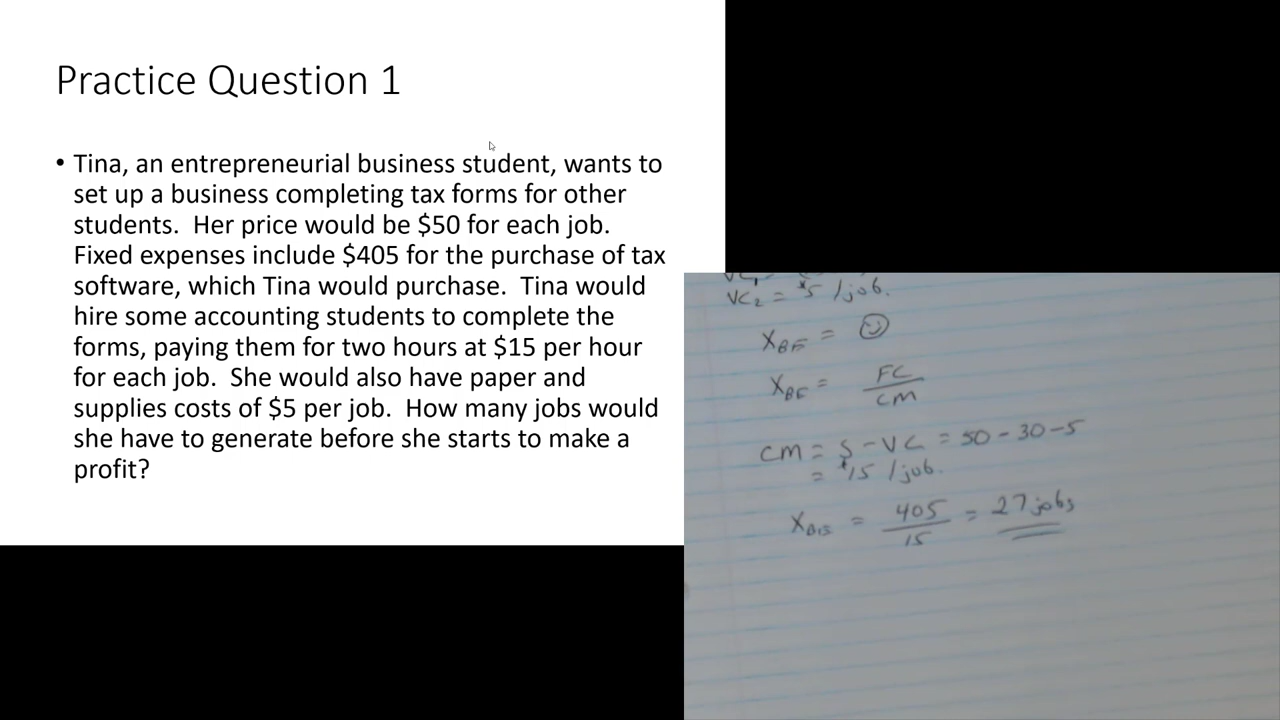 Practice Question 1
• Tina, an entrepreneurial business student, wants to
set up a business completing tax forms for other
students. Her price would be $50 for each job.
Fixed expenses include $405 for the purchase of tax
software, which Tina would purchase. Tina would
hire some accounting students to complete the
forms, paying them for two hours at $15 per hour
for each job. She would also have paper and
supplies costs of $5 per job. How many jobs would
she have to generate before she starts to make a
profit?
VC₂ = $5 /job.
X_BE = ☺
X_BE = FC / CM
CM = S - VC = 50 - 30 - 5
= $15 /job.
X_BE = 405 / 15 = 27 jobs